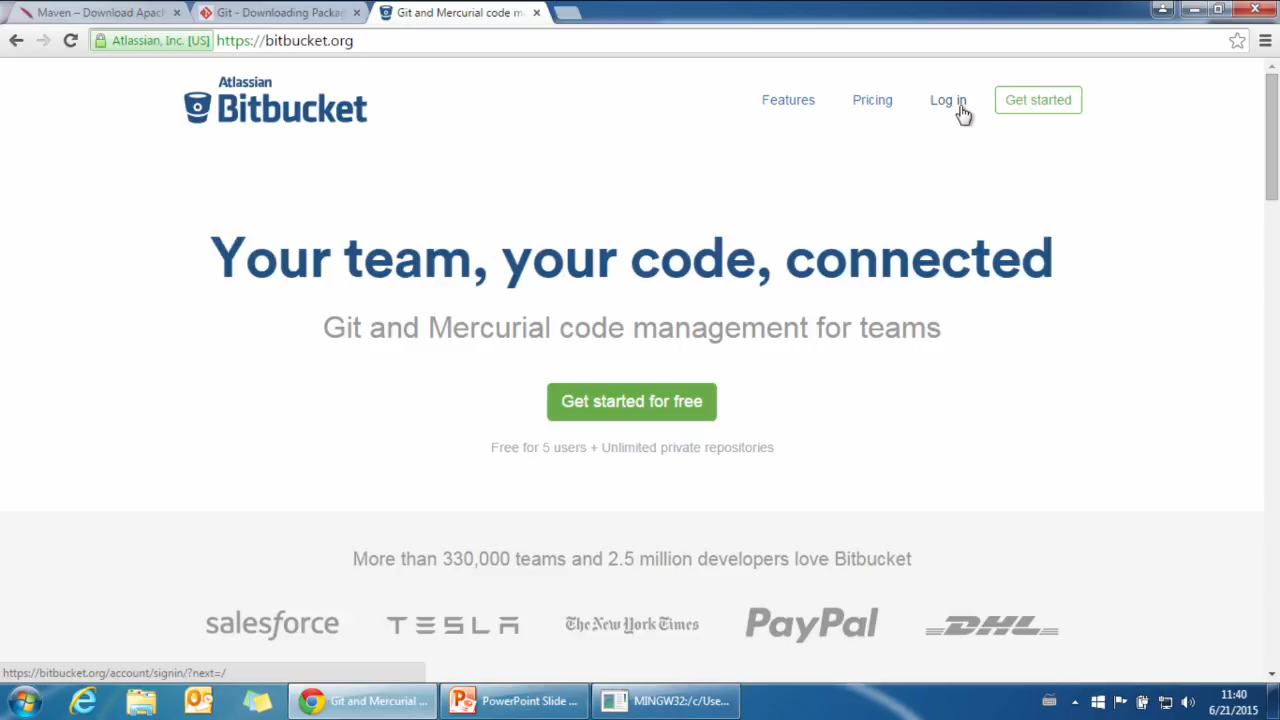 Maven – Download Apac
Git - Downloading Packa
Git and Mercurial code m
Atlassian, Inc. [US] https://bitbucket.org
Atlassian
Bitbucket
Features
Pricing
Log in
Get started
Your team, your code, connected
Git and Mercurial code management for teams
Get started for free
Free for 5 users + Unlimited private repositories
More than 330,000 teams and 2.5 million developers love Bitbucket
salesforce
TESLA
The New York Times
PayPal
DHL
https://bitbucket.org/account/signin/?next=/
Git and Mercurial ...
PowerPoint Slide ...
MINGW32:/c/Use...
11:40
6/21/2015